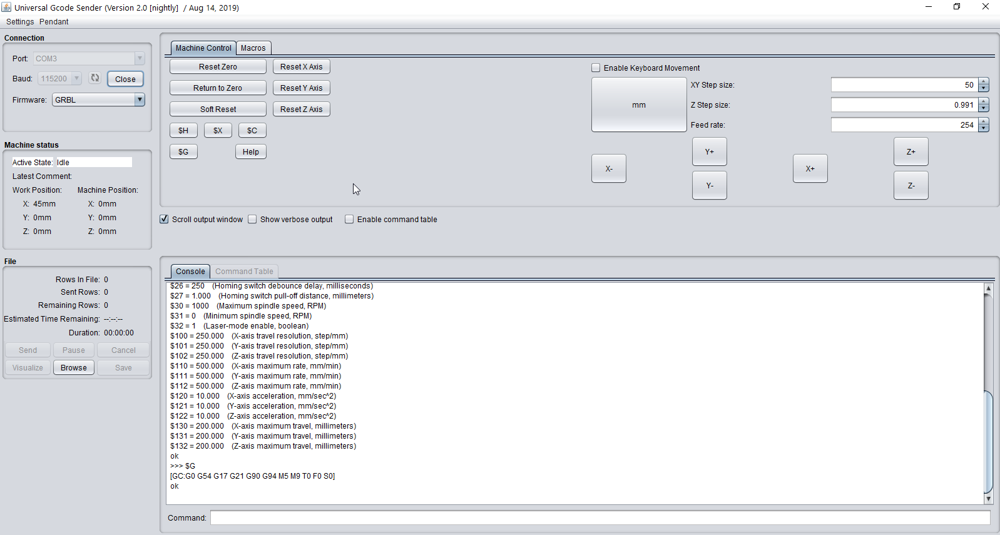 Universal Gcode Sender (Version 2.0 [nightly]  / Aug 14, 2019)
Settings Pendant
Connection
Port: COM3
Baud: 115200 Close
Firmware: GRBL
Machine status
Active State: Idle
Latest Comment:
Work Position: Machine Position:
X: 45mm X: 0mm
Y: 0mm Y: 0mm
Z: 0mm Z: 0mm
File
Rows In File: 0
Sent Rows: 0
Remaining Rows: 0
Estimated Time Remaining: --:--:--
Duration: 00:00:00
Send Pause Cancel
Visualize Browse Save
Machine Control Macros
Reset Zero Reset X Axis
Return to Zero Reset Y Axis
Soft Reset Reset Z Axis
$H $X $C
$G Help
Enable Keyboard Movement
mm
XY Step size: 50
Z Step size: 0.991
Feed rate: 254
X- Y+ X+ Z+
Y- Z-
Scroll output window Show verbose output Enable command table
Console Command Table
$26 = 250 (Homing switch debounce delay, milliseconds)
$27 = 1.000 (Homing switch pull-off distance, millimeters)
$30 = 1000 (Maximum spindle speed, RPM)
$31 = 0 (Minimum spindle speed, RPM)
$32 = 1 (Laser-mode enable, boolean)
$100 = 250.000 (X-axis travel resolution, step/mm)
$101 = 250.000 (Y-axis travel resolution, step/mm)
$102 = 250.000 (Z-axis travel resolution, step/mm)
$110 = 500.000 (X-axis maximum rate, mm/min)
$111 = 500.000 (Y-axis maximum rate, mm/min)
$112 = 500.000 (Z-axis maximum rate, mm/min)
$120 = 10.000 (X-axis acceleration, mm/sec^2)
$121 = 10.000 (Y-axis acceleration, mm/sec^2)
$122 = 10.000 (Z-axis acceleration, mm/sec^2)
$130 = 200.000 (X-axis maximum travel, millimeters)
$131 = 200.000 (Y-axis maximum travel, millimeters)
$132 = 200.000 (Z-axis maximum travel, millimeters)
ok
>>> $G
[GC:G0 G54 G17 G21 G90 G94 M5 M9 T0 F0 S0]
ok
Command: